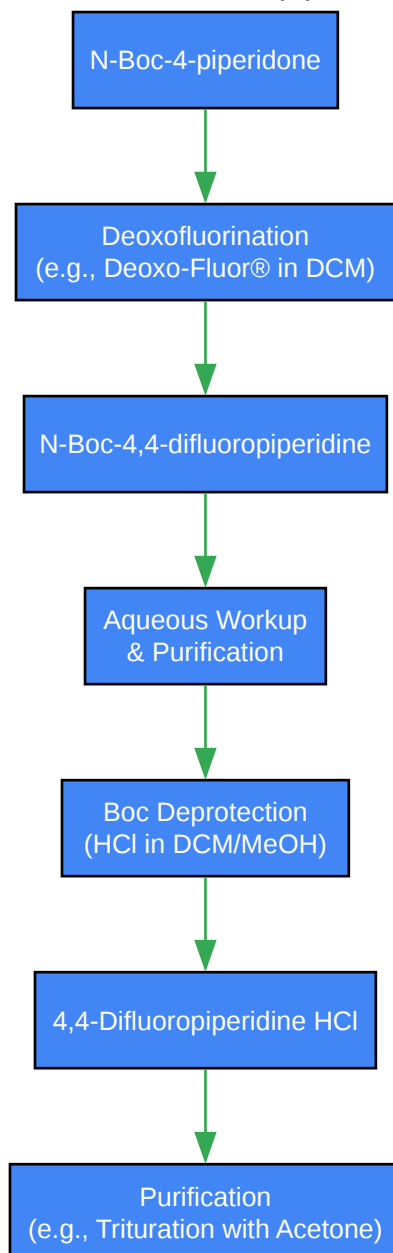 N-Boc-4-piperidone
Deoxofluorination
(e.g., Deoxo-Fluor® in DCM)
N-Boc-4,4-difluoropiperidine
Aqueous Workup
& Purification
Boc Deprotection
(HCl in DCM/MeOH)
4,4-Difluoropiperidine HCl
Purification
(e.g., Trituration with Acetone)